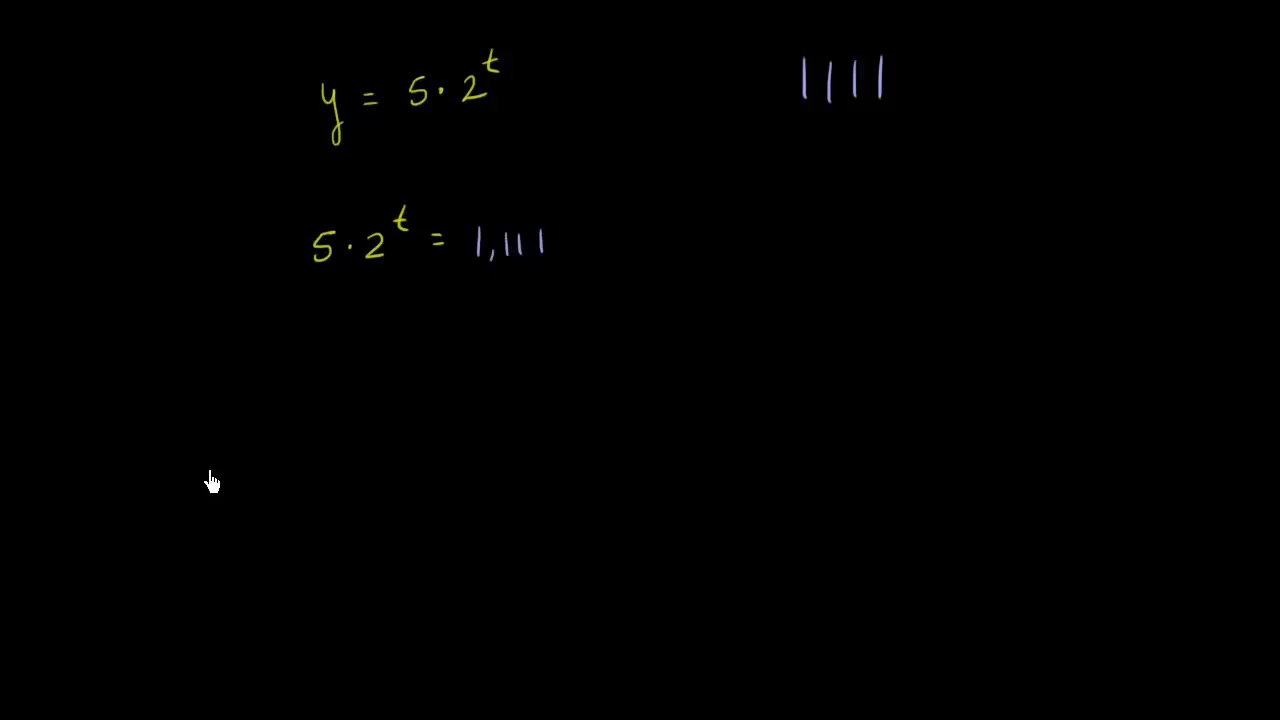 y = 5 · 2^t
1111
5 · 2^t = 1,111